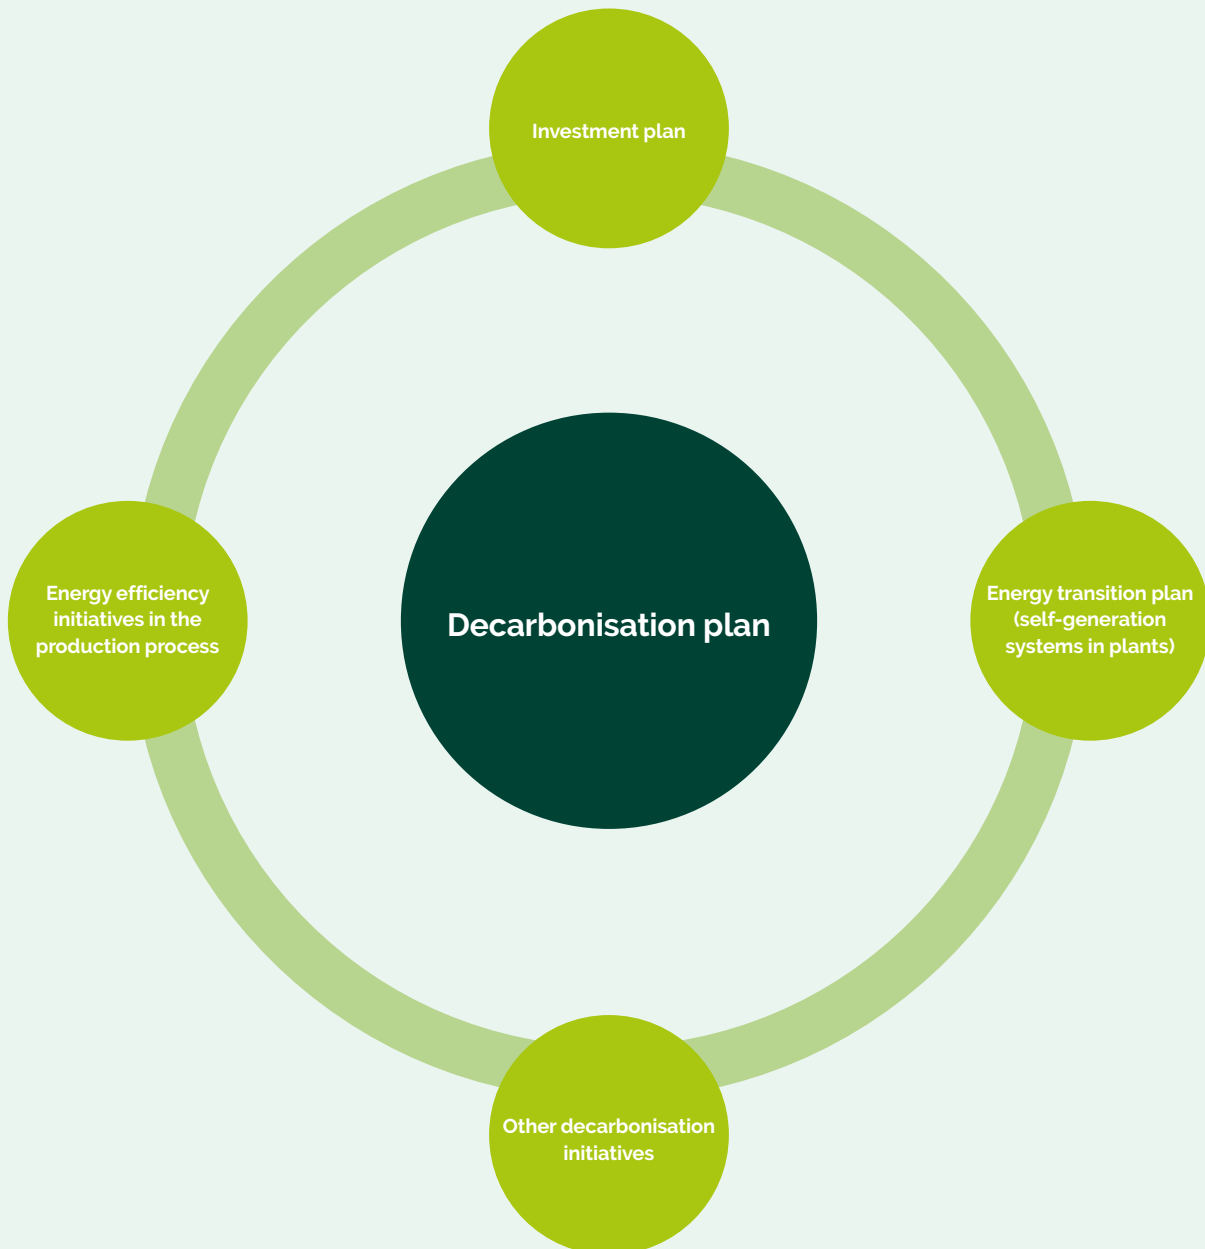 Investment plan
Energy efficiency
initiatives in the
production process
Decarbonisation plan
Energy transition plan
(self-generation
systems in plants)
Other decarbonisation
initiatives